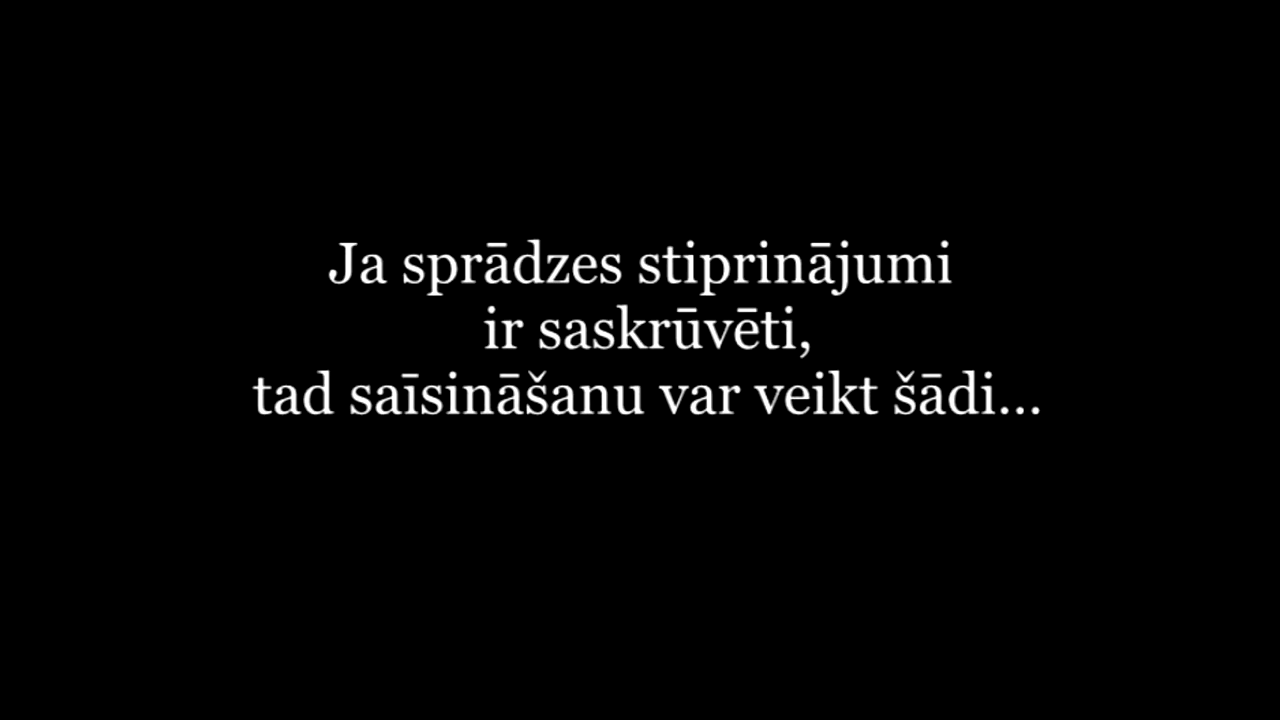 Ja sprādzes stiprinājumi
ir saskrūvēti,
tad saīsināšanu var veikt šādi...